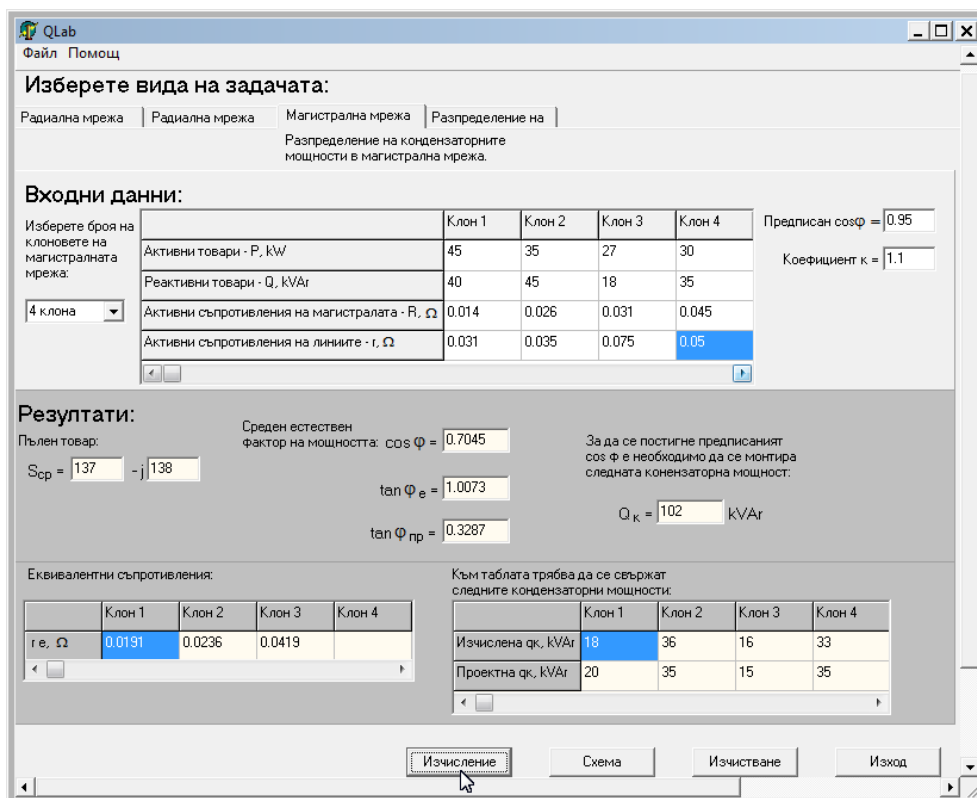 QLab
Файл Помощ
Изберете вида на задачата:
Радиална мрежа Радиална мрежа Магистрална мрежа Разпределение на
Разпределение на кондензаторните
мощности в магистрална мрежа.
Входни данни:
Изберете броя на
клоновете на
магистралната
мрежа:
4 клона
Клон 1 Клон 2 Клон 3 Клон 4
Активни товари - P, kW 45 35 27 30
Реактивни товари - Q, kVAr 40 45 18 35
Активни съпротивления на магистралата - R, Ω 0.014 0.026 0.031 0.045
Активни съпротивления на линиите - r, Ω 0.031 0.035 0.075 0.05
Предписан cosφ = 0.95
Коефициент к = 1.1
Резултати:
Пълен товар:
Sср = 137 - j 138
Среден естествен
фактор на мощността: cos φ = 0.7045
tan φ е = 1.0073
tan φ пр = 0.3287
За да се постигне предписаният
cos ф е необходимо да се монтира
следната конензаторна мощност:
Q к = 102 kVAr
Еквивалентни съпротивления:
Клон 1 Клон 2 Клон 3 Клон 4
r e, Ω 0.0191 0.0236 0.0419
Към таблата трябва да се свържат
следните кондензаторни мощности:
Клон 1 Клон 2 Клон 3 Клон 4
Изчислена qк, kVAr 18 36 16 33
Проектна qк, kVAr 20 35 15 35
Изчисление Схема Изчистване Изход